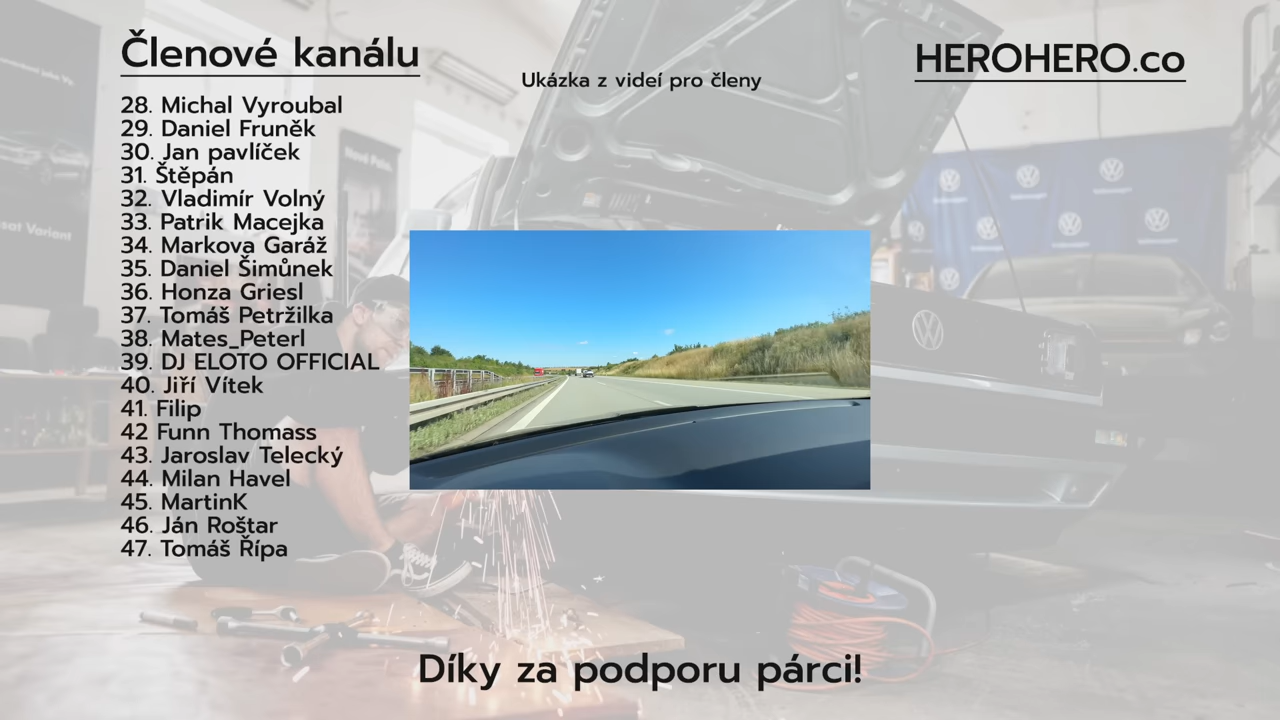 Členové kanálu
28. Michal Vyroubal
29. Daniel Fruněk
30. Jan pavlíček
31. Štěpán
32. Vladimír Volný
33. Patrik Macejka
34. Markova Garáž
35. Daniel Šimůnek
36. Honza Griesl
37. Tomáš Petržilka
38. Mates_Peterl
39. DJ ELOTO OFFICIAL
40. Jiří Vítek
41. Filip
42 Funn Thomass
43. Jaroslav Telecký
44. Milan Havel
45. MartinK
46. Ján Roštar
47. Tomáš Řípa
Ukázka z videí pro členy
HEROHERO.co
Díky za podporu párci!